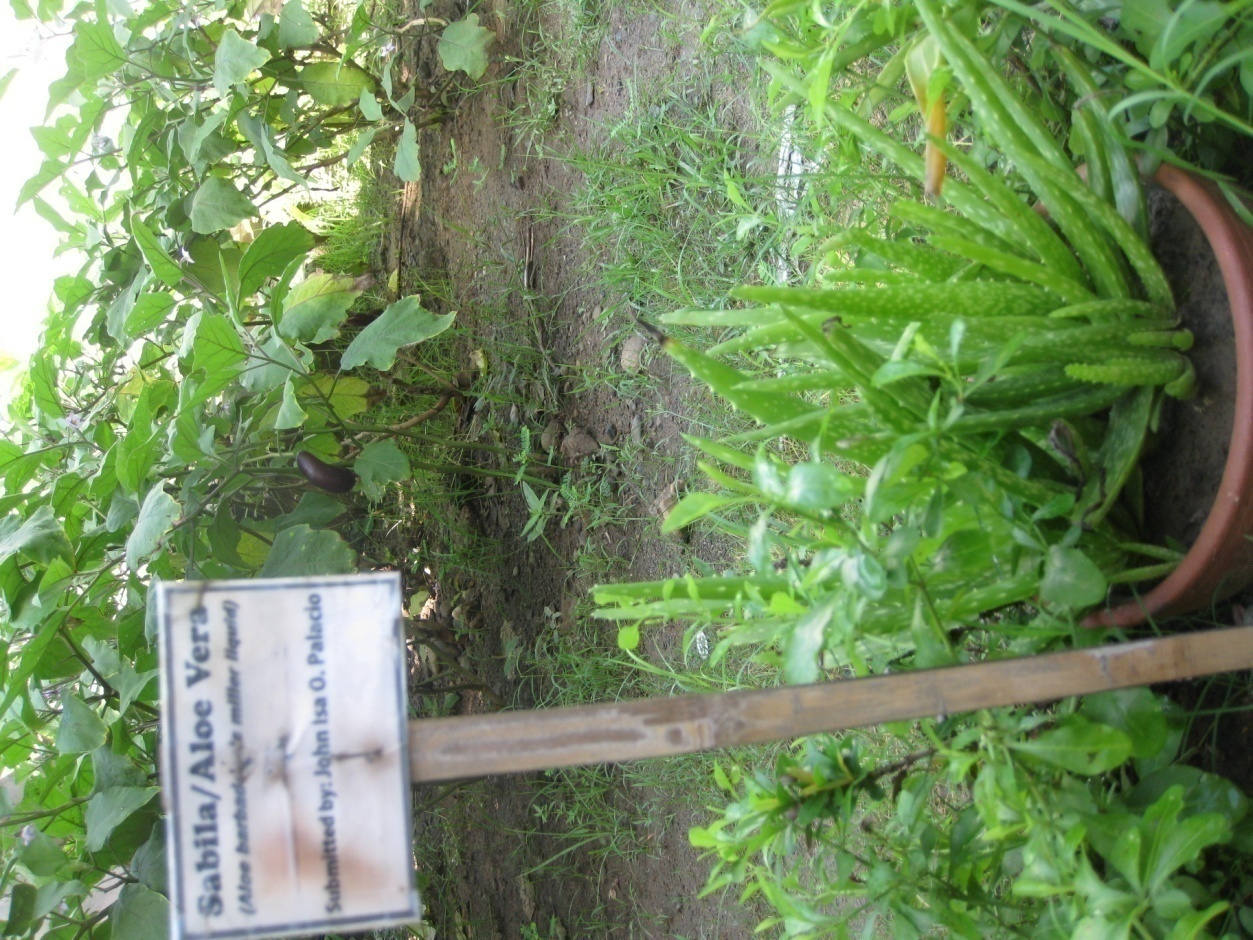 Sabila/Aloe Vera
(Aloe miller liquid)
Submitted by: John Isa O. Palacio